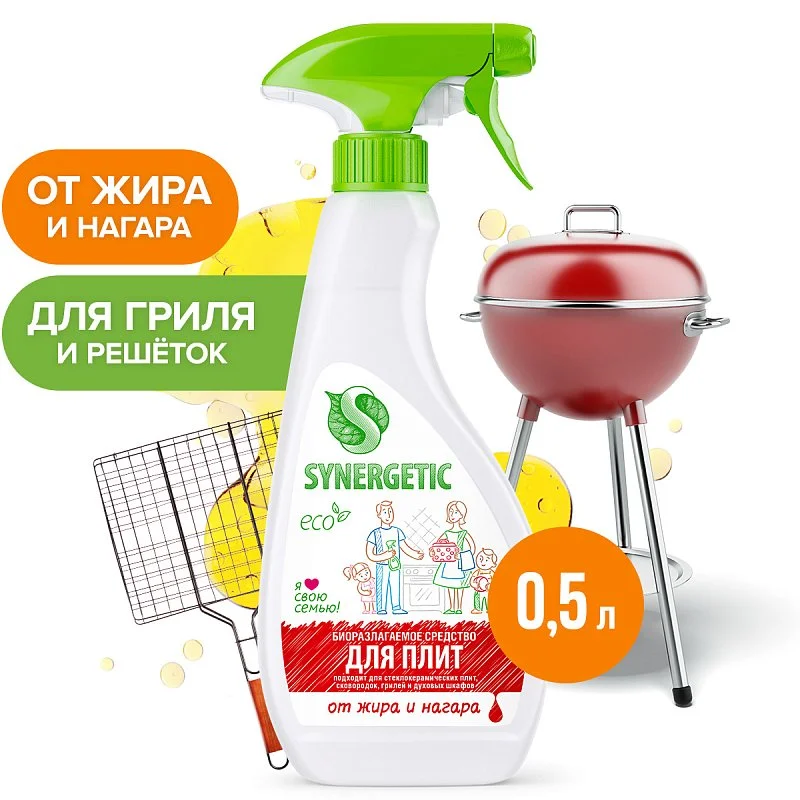 ОТ ЖИРА
И НАГАРА
ДЛЯ ГРИЛЯ
И РЕШЁТОК
SYNERGETIC
eco
я
свою
семью!
БИОРАЗЛАГАЕМОЕ СРЕДСТВО
ДЛЯ ПЛИТ
ПОДХОДИТ ДЛЯ СТЕКЛОКЕРАМИЧЕСКИХ ПЛИТ,
СКОВОРОДОК, ГРИЛЕЙ И ДУХОВЫХ ШКАФОВ
от жира и нагара
0,5 л